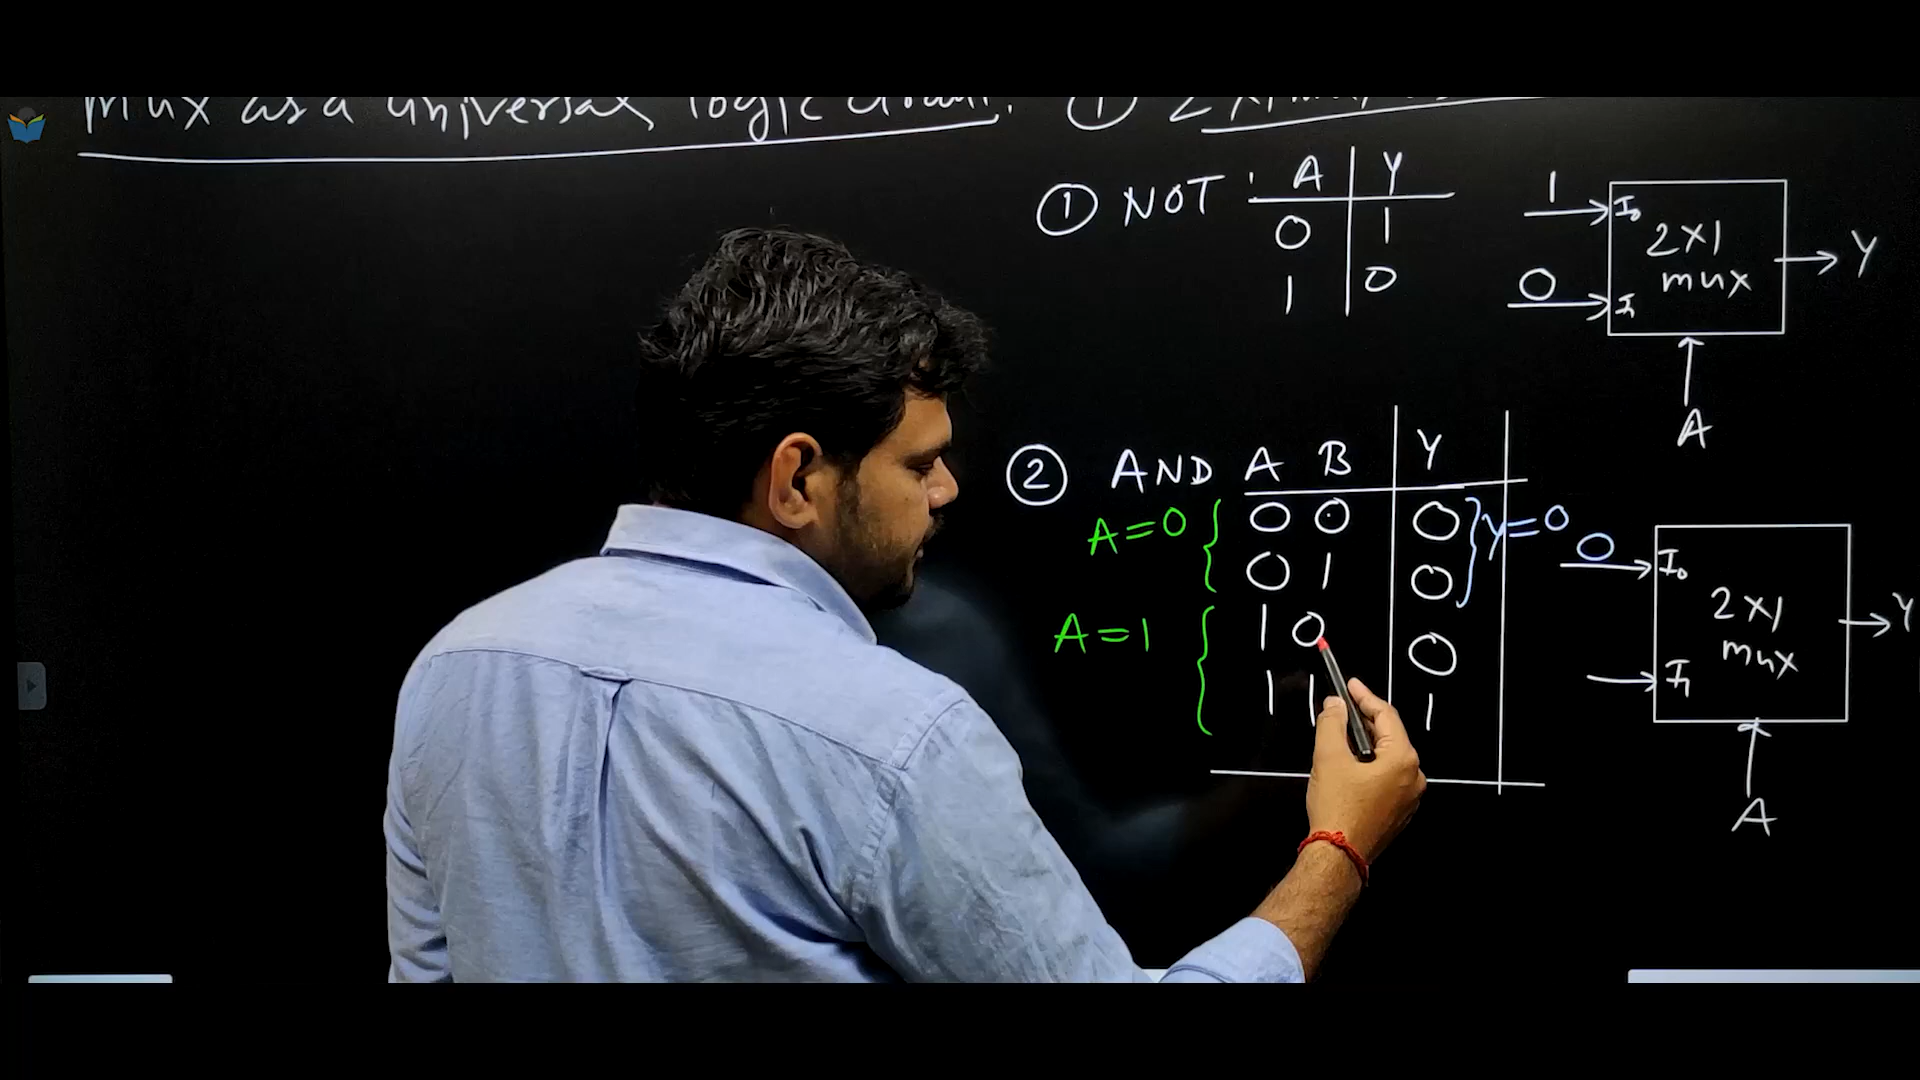 mux as a universal logic
① 2x1
① NOT :
A Y
0 1
1 0
1 I₀
0 I₁
2x1
mux
Y
A
② AND
A B Y
A=0 { 0 0 0 } Y=0
0 1 0
A=1 { 1 0 0
1 1 1
0 I₀
I₁
2x1
mux
Y
A